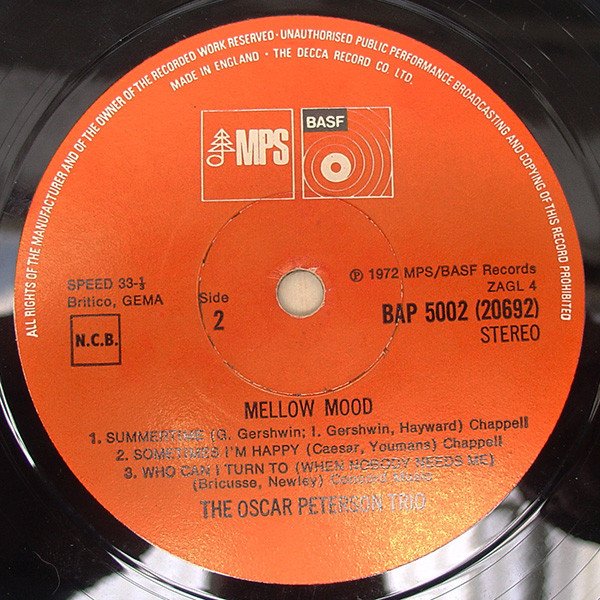 ALL RIGHTS OF THE MANUFACTURER AND OF THE OWNER OF THE RECORDED WORK RESERVED · UNAUTHORISED PUBLIC PERFORMANCE BROADCASTING AND COPYING OF THIS RECORD PROHIBITED
MADE IN ENGLAND · THE DECCA RECORD CO. LTD.
MPS
BASF
SPEED 33-⅓
Britico, GEMA
Side
2
N.C.B.
℗ 1972 MPS/BASF Records
ZAGL 4
BAP 5002 (20692)
STEREO
MELLOW MOOD
1. SUMMERTIME (G. Gershwin; I. Gershwin, Hayward) Chappell
2. SOMETIMES I'M HAPPY (Caesar, Youmans) Chappell
3. WHO CAN I TURN TO (WHEN NOBODY NEEDS ME)
(Bricusse, Newley) Concord Music
THE OSCAR PETERSON TRIO